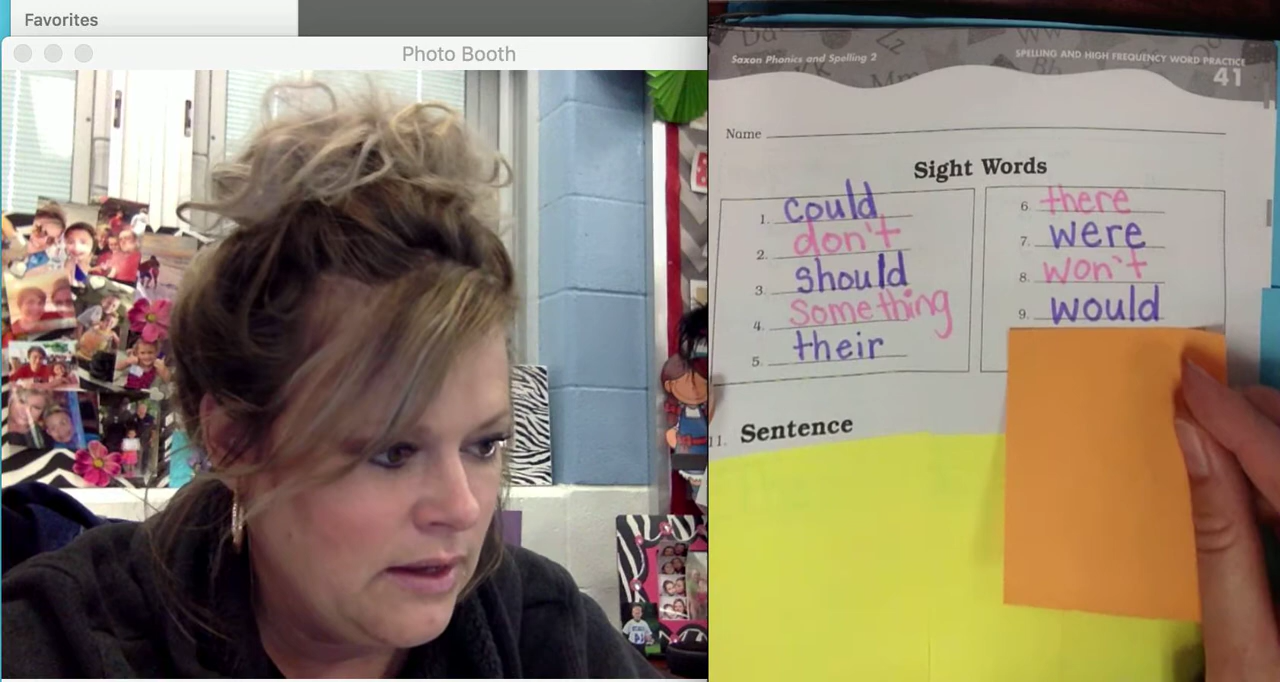 Favorites
Photo Booth
Saxon Phonics and Spelling 2
SPELLING AND HIGH FREQUENCY WORD PRACTICE
41
Name
Sight Words
1. could
2. don't
3. should
4. something
5. their
6. there
7. were
8. won't
9. would
11. Sentence